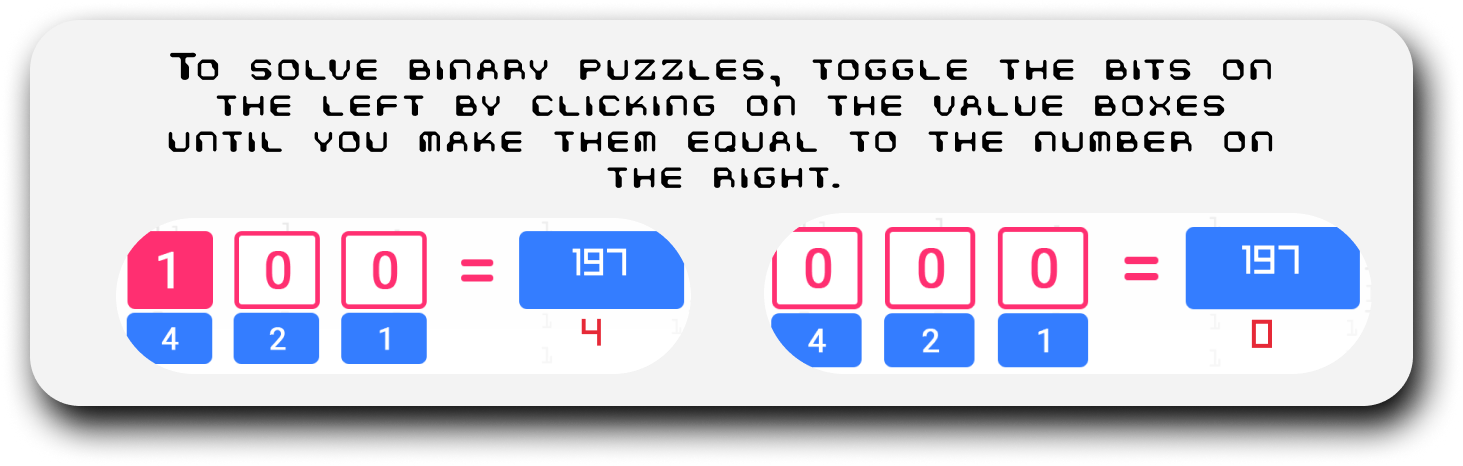 To solve binary puzzles, toggle the bits on
the left by clicking on the value boxes
until you make them equal to the number on
the right.
1 0 0 = 197
4 2 1 4
0 0 0 = 197
4 2 1 0